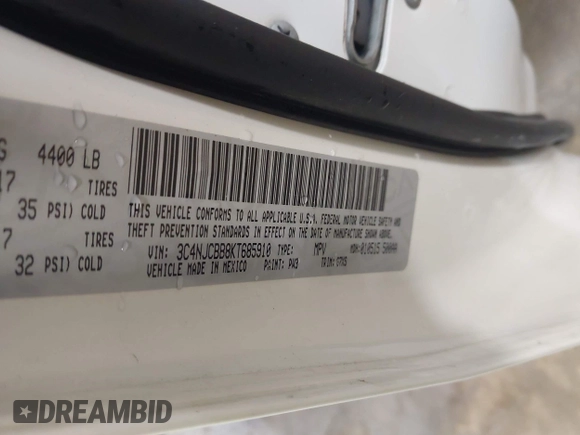 4400 LB
TIRES
35 PSI) COLD
TIRES
32 PSI) COLD
THIS VEHICLE CONFORMS TO ALL APPLICABLE U.S.A. FEDERAL MOTOR VEHICLE SAFETY AND
THEFT PREVENTION STANDARDS IN EFFECT ON THE DATE OF MANUFACTURE SHOWN ABOVE.
VIN: 3C4NJCBB8KT685910 TYPE: MPV
VEHICLE MADE IN MEXICO PAINT: PW3 TRIM:
DREAMBID